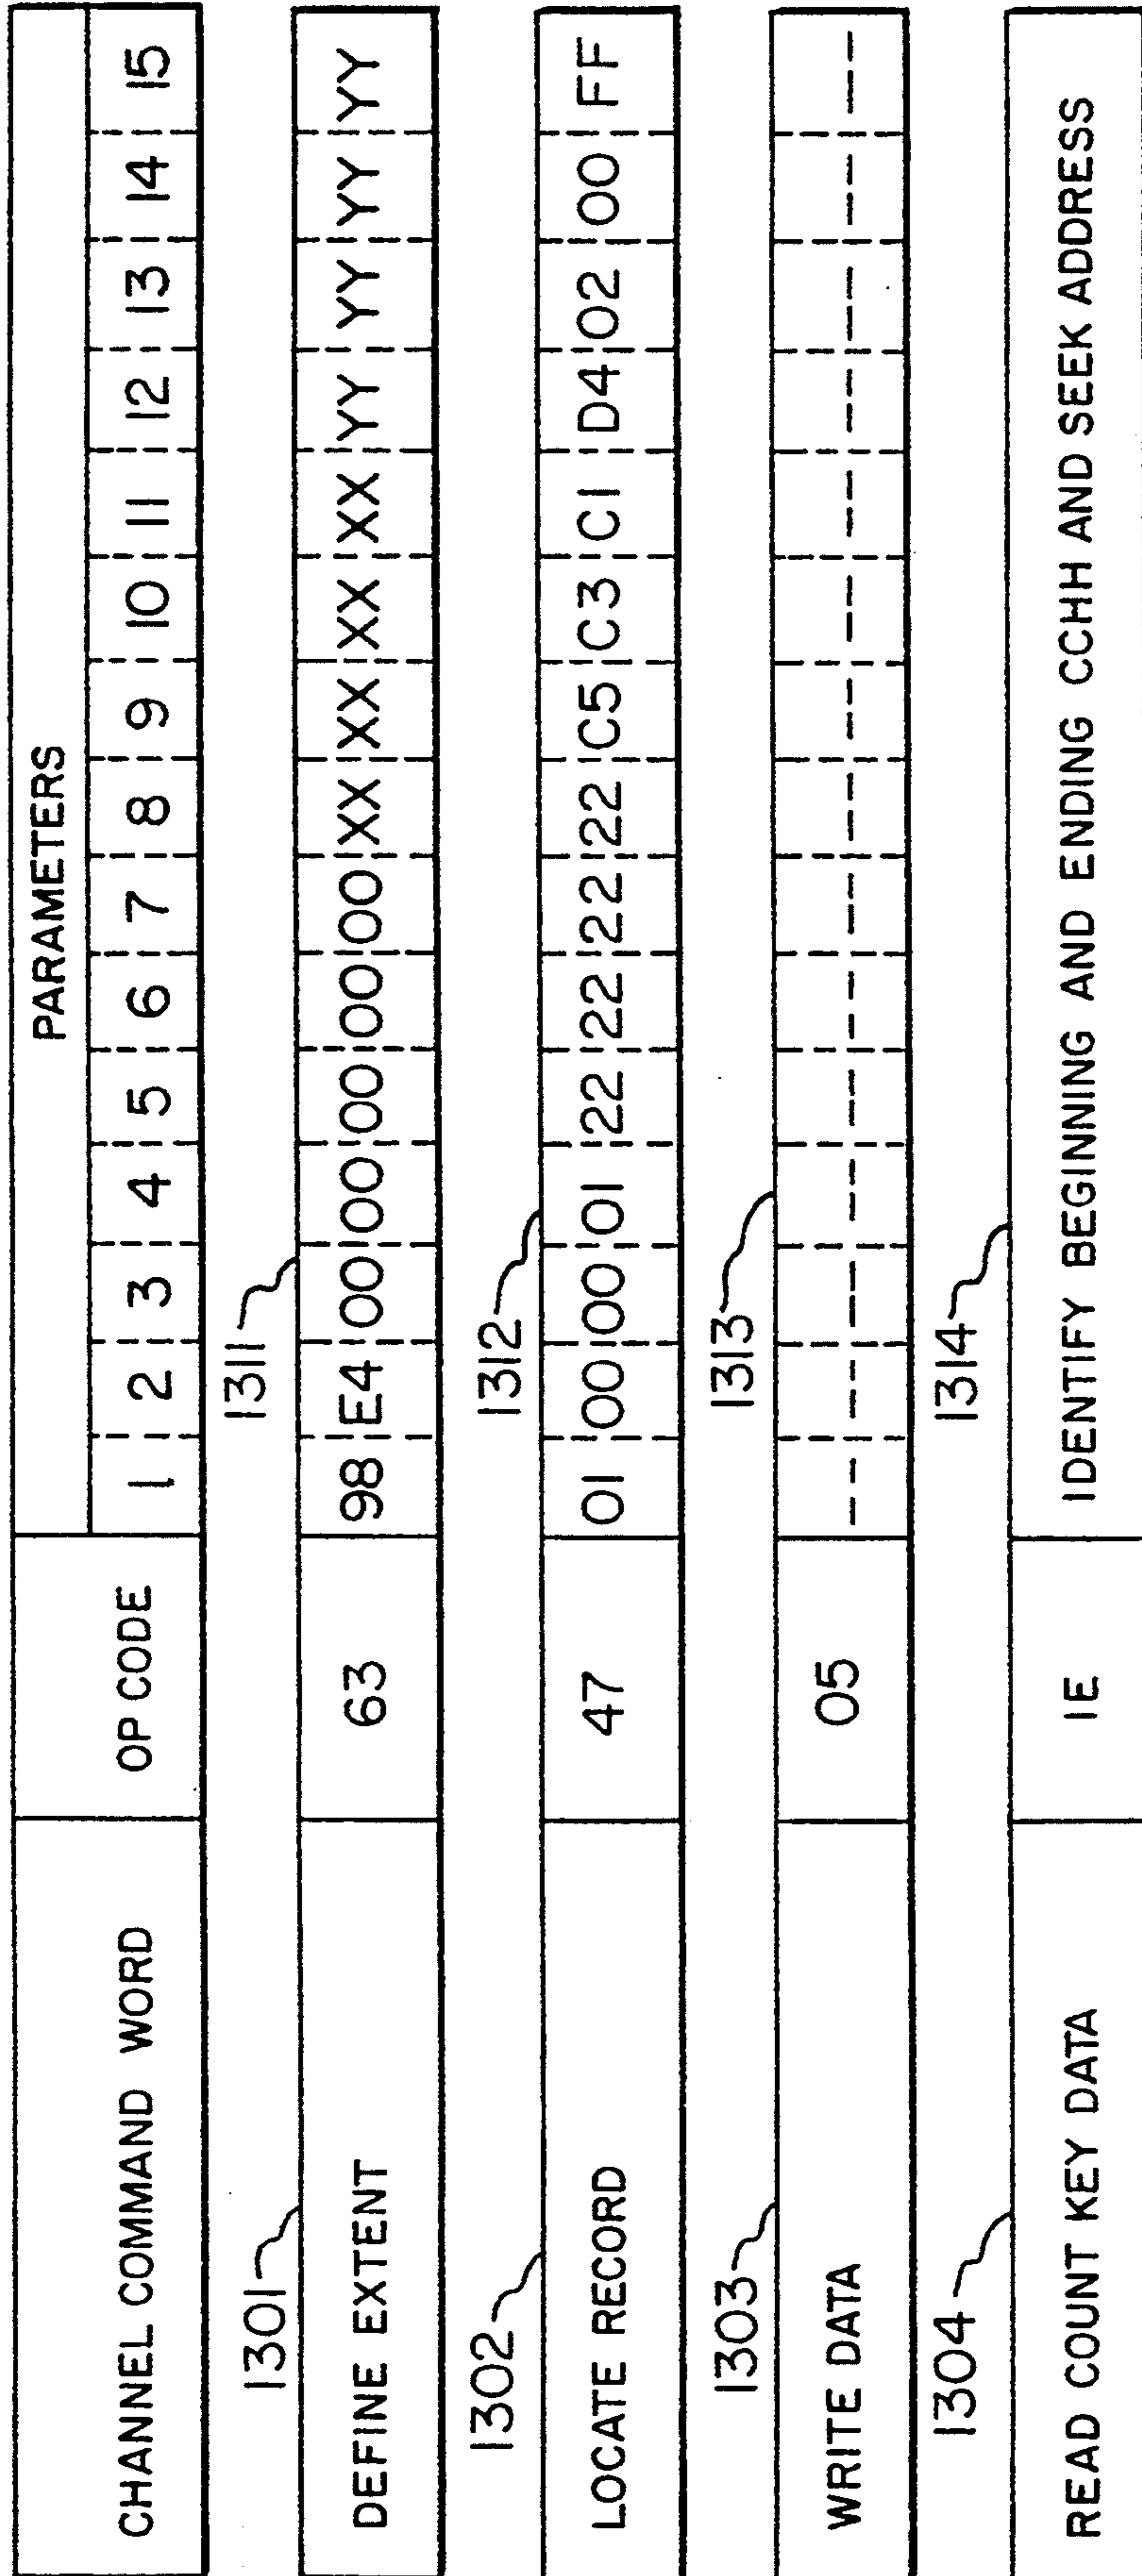 PARAMETERS
CHANNEL COMMAND WORD OP CODE 1 2 3 4 5 6 7 8 9 10 11 12 13 14 15
1301 1311
DEFINE EXTENT 63 98 E4 00 00 00 00 00 XX XX XX XX YY YY YY YY
1302 1312
LOCATE RECORD 47 01 00 00 01 22 22 22 22 C5 C3 C1 D4 02 00 FF
1303 1313
WRITE DATA 05 -- -- -- -- -- -- -- -- -- -- -- -- -- -- --
1304 1314
READ COUNT KEY DATA 1E IDENTIFY BEGINNING AND ENDING CCHH AND SEEK ADDRESS